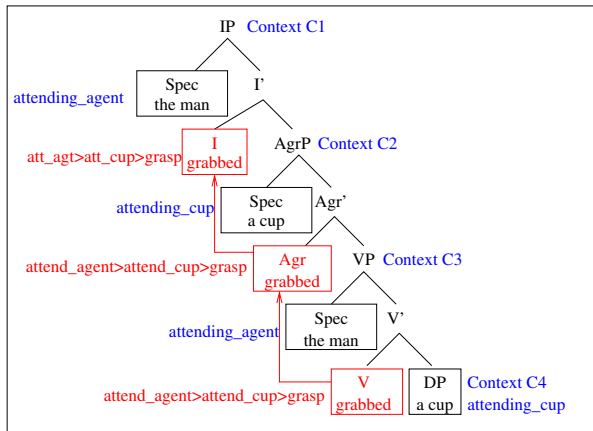 IP Context C1
Spec
the man
I'
attending_agent
I
grabbed
att_agt>att_cup>grasp
AgrP Context C2
Spec
a cup
Agr'
attending_cup
Agr
grabbed
attend_agent>attend_cup>grasp
VP Context C3
Spec
the man
V'
attending_agent
V
grabbed
attend_agent>attend_cup>grasp
DP
a cup
Context C4
attending_cup